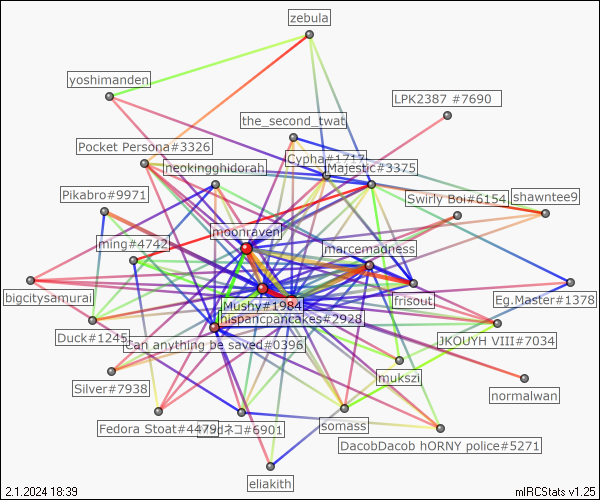 zebula
yoshimanden
LPK2387 #7690
the_second_twat
Pocket Persona#3326
Cypha#1717
neokingghidorah
Majestic#3375
Pikabro#9971
Swirly Boi#6154
shawntee9
moonraven
ming#4742
marcemadness
bigcitysamurai
frisout
Eg.Master#1378
Mushy#1984
hispancpancakes#2928
Duck#1245
Can anything be saved#0396
JKOUYH VIII#7034
mukszi
Silver#7938
normalwan
Fedora Stoat#4479
ネコ#6901
somass
DacobDacob hORNY police#5271
eliakith
2.1.2024 18:39
mIRCStats v1.25